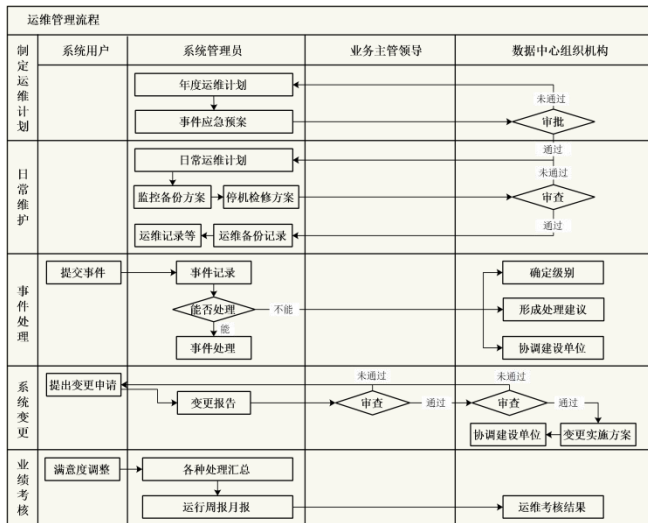 运维管理流程
系统用户 系统管理员 业务主管领导 数据中心组织机构
制定运维计划
年度运维计划
未通过
事件应急预案
审批
通过
日常维护
日常运维计划
未通过
监控备份方案 停机检修方案 审查
通过
运维记录等 运维备份记录
事件处理
提交事件 事件记录 确定级别
能否处理 不能 形成处理建议
能
事件处理 协调建设单位
系统变更
未通过 未通过
提出变更申请
变更报告 审查 通过 审查 通过
协调建设单位 变更实施方案
业绩考核
满意度调整 各种处理汇总
运行周报月报 运维考核结果